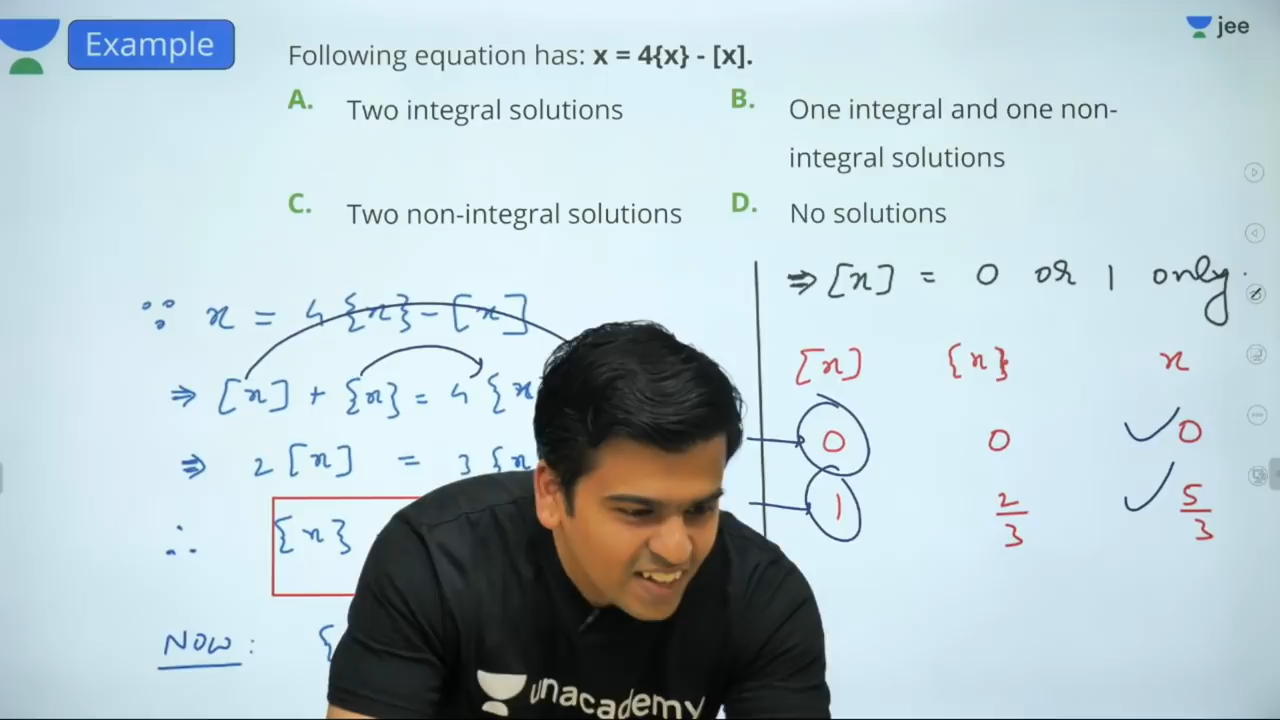 Example
jee
Following equation has: x = 4{x} - [x].
A. Two integral solutions
B. One integral and one non-
integral solutions
C. Two non-integral solutions
D. No solutions
∵ x = 4{x} - [x]
⇒ [x] + {x} = 4{x
⇒ 2[x] = 3{x
∴ {x}
Now: {
⇒ [x] = 0 or 1 only.
[x] {x} x
0 0 ✓0
1 2/3 ✓5/3
unacademy